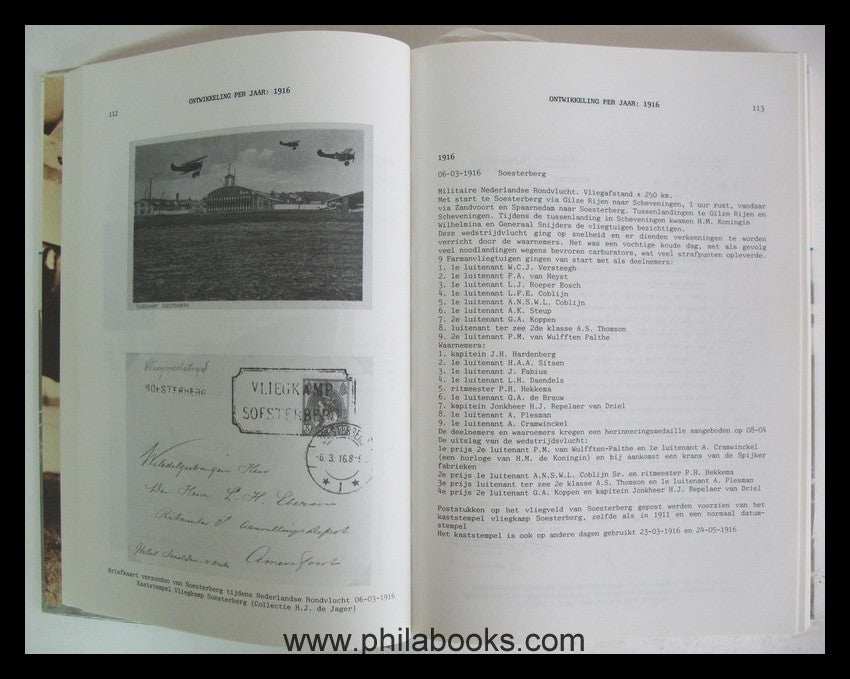 112
ONTWIKKELING PER JAAR: 1916
VLIEGKAMP SOESTERBERG
SOESTERBERG
VLIEGKAMP
SOESTERBERG
6. 3. 16. 8-
1
Amersfoort
Briefkaart verzonden van Soesterberg tijdens Nederlandse Rondvlucht 06-03-1916
Kaststempel Vliegkamp Soesterberg (Collectie H.J. de Jager)
ONTWIKKELING PER JAAR: 1916
113
1916
06-03-1916 Soesterberg
Militaire Nederlandse Rondvlucht. Vliegafstand ± 250 km.
Met start te Soesterberg via Gilze Rijen naar Scheveningen, 1 uur rust, vandaar
via Zandvoort en Spaarndam naar Soesterberg. Tussenlandingen te Gilze Rijen en
Scheveningen. Tijdens de tussenlanding in Scheveningen kwamen H.M. Koningin
Wilhelmina en Generaal Snijders de vliegtuigen bezichtigen.
Deze wedstrijdvlucht ging op snelheid en er dienden verkenningen te worden
verricht door de waarnemers. Het was een vochtige koude dag, met als gevolg
veel noodlandingen wegens bevroren carburators, wat veel strafpunten opleverde.
9 Farmanvliegtuigen gingen van start met als deelnemers:
1. 1e luitenant W.C.J. Versteegh
2. 1e luitenant F.A. van Heyst
3. 1e luitenant L.J. Roeper Bosch
4. 1e luitenant L.F.E. Coblijn
5. 1e luitenant A.N.S.W.L. Coblijn
6. 1e luitenant A.K. Steup
7. 2e luitenant G.A. Koppen
8. luitenant ter zee 2de klasse A.S. Thomson
9. 1e luitenant P.M. van Wulfften Palthe
Waarnemers:
1. kapitein J.H. Hardenberg
2. 1e luitenant H.A.A. Sitsen
3. 1e luitenant J. Fabius
4. 1e luitenant L.H. Daendels
5. ritmeester P.H. Hekkema
6. 1e luitenant G.A. de Brauw
7. kapitein Jonkheer H.J. Repelaer van Driel
8. 1e luitenant A. Plesman
9. 1e luitenant A. Cramwinckel
De deelnemers en waarnemers kregen een herinneringsmedaille aangeboden op 08-04
De uitslag van de wedstrijdvlucht:
1e prijs 2e luitenant P.M. van Wulfften-Palthe en 1e luitenant A. Cramwinckel
(een horloge van H.M. de Koningin) en bij aankomst een krans van de Spijker
fabrieken
2e prijs 1e luitenant A.N.S.W.L. Coblijn Sr. en ritmeester P.H. Hekkema
3e prijs luitenant ter zee 2e klasse A.S. Thomson en 1e luitenant A. Plesman
4e prijs 2e luitenant G.A. Koppen en kapitein Jonkheer H.J. Repelaer van Driel
Poststukken op het vliegveld van Soesterberg gepost werden voorzien van het
kaststempel vliegkamp Soesterberg, zelfde als in 1911 en een normaal datum-
stempel
Het kaststempel is ook op andere dagen gebruikt 23-03-1916 en 24-05-1916
www.philabooks.com